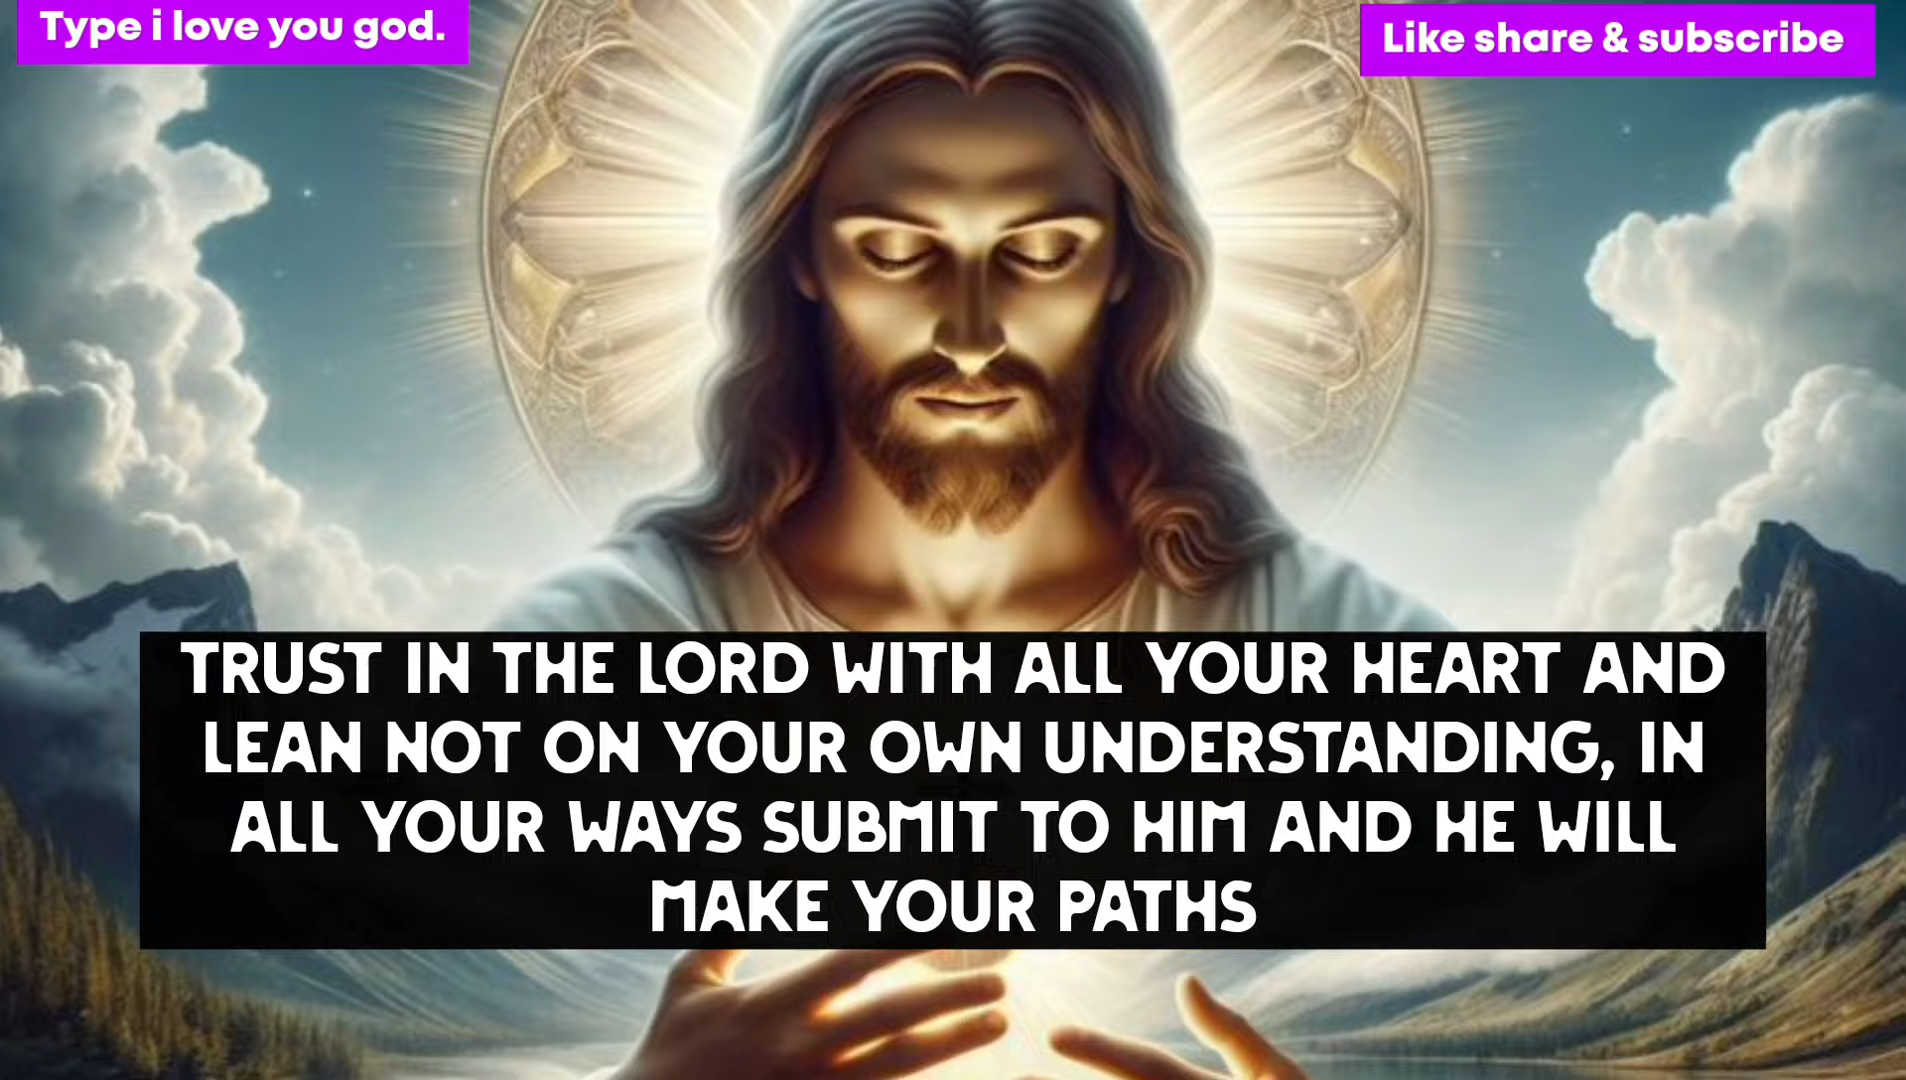 Type i love you god.
Like share & subscribe
TRUST IN THE LORD WITH ALL YOUR HEART AND
LEAN NOT ON YOUR OWN UNDERSTANDING, IN
ALL YOUR WAYS SUBMIT TO HIM AND HE WILL
MAKE YOUR PATHS